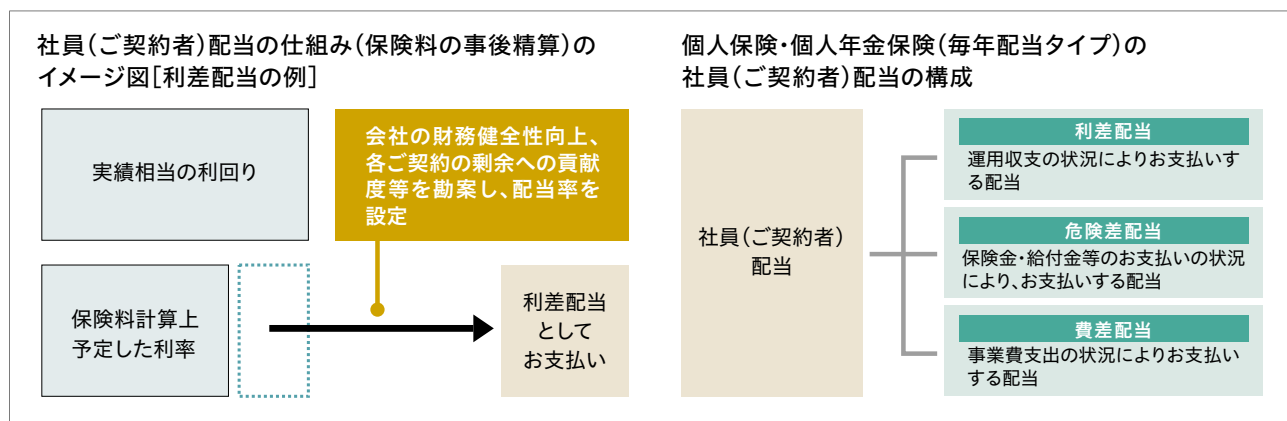 社員(ご契約者)配当の仕組み(保険料の事後精算)の
イメージ図[利差配当の例]
実績相当の利回り
会社の財務健全性向上、
各ご契約の剰余への貢献
度等を勘案し、配当率を
設定
保険料計算上
予定した利率
利差配当
として
お支払い
個人保険・個人年金保険(毎年配当タイプ)の
社員(ご契約者)配当の構成
社員(ご契約者)
配当
利差配当
運用収支の状況によりお支払いす
る配当
危険差配当
保険金・給付金等のお支払いの状況
により、お支払いする配当
費差配当
事業費支出の状況によりお支払い
する配当